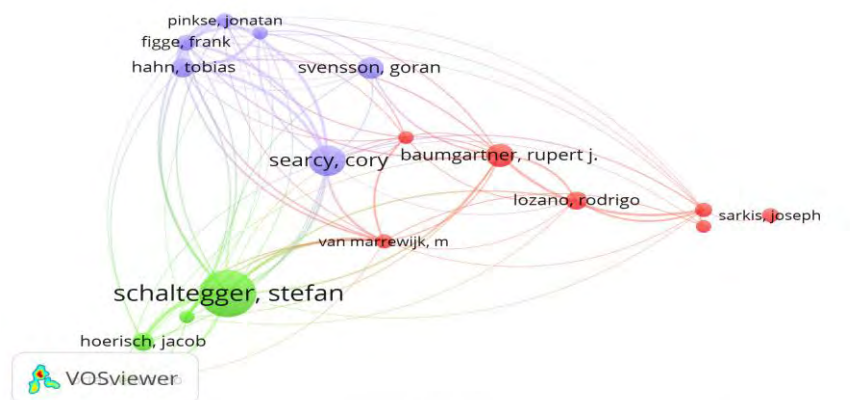 pinkse, jonatan
figge, frank
hahn, tobias
svensson, goran
searcy, cory
baumgartner, rupert j.
lozano, rodrigo
sarkis, joseph
van marrewijk, m
schaltegger, stefan
hoerisch, jacob
VOSviewer